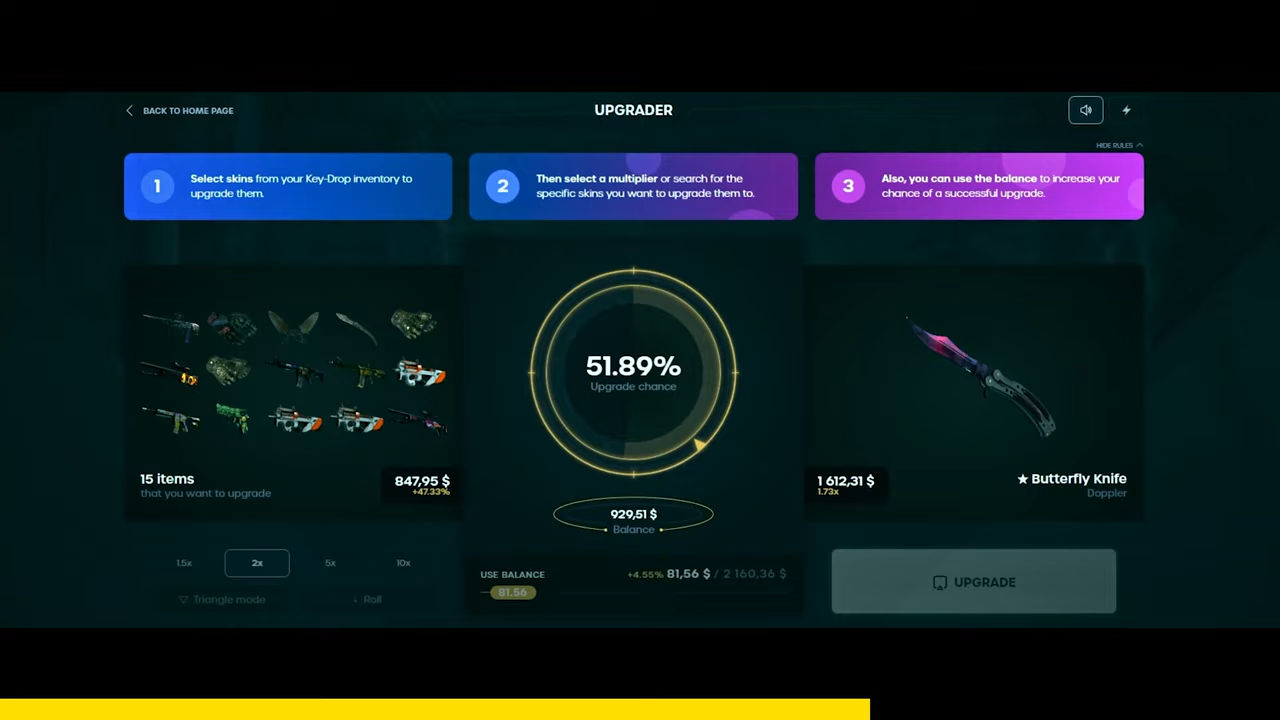 BACK TO HOME PAGE
UPGRADER
HIDE RULES
1
Select skins from your Key-Drop inventory to
upgrade them.
2
Then select a multiplier or search for the
specific skins you want to upgrade them to.
3
Also, you can use the balance to increase your
chance of a successful upgrade.
51.89%
Upgrade chance
15 items
that you want to upgrade
847,95 $
+47.33%
1 612,31 $
1.73x
★ Butterfly Knife
Doppler
929,51 $
Balance
1.5x
2x
5x
10x
Triangle mode
Roll
USE BALANCE
+4.55% 81,56 $ / 2 160,36 $
81.56
UPGRADE